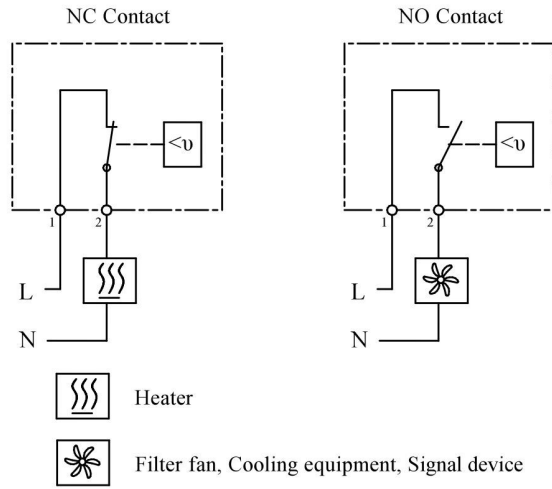 NC Contact
NO Contact
<υ
<υ
1
2
1
2
L
L
N
N
Heater
Filter fan, Cooling equipment, Signal device